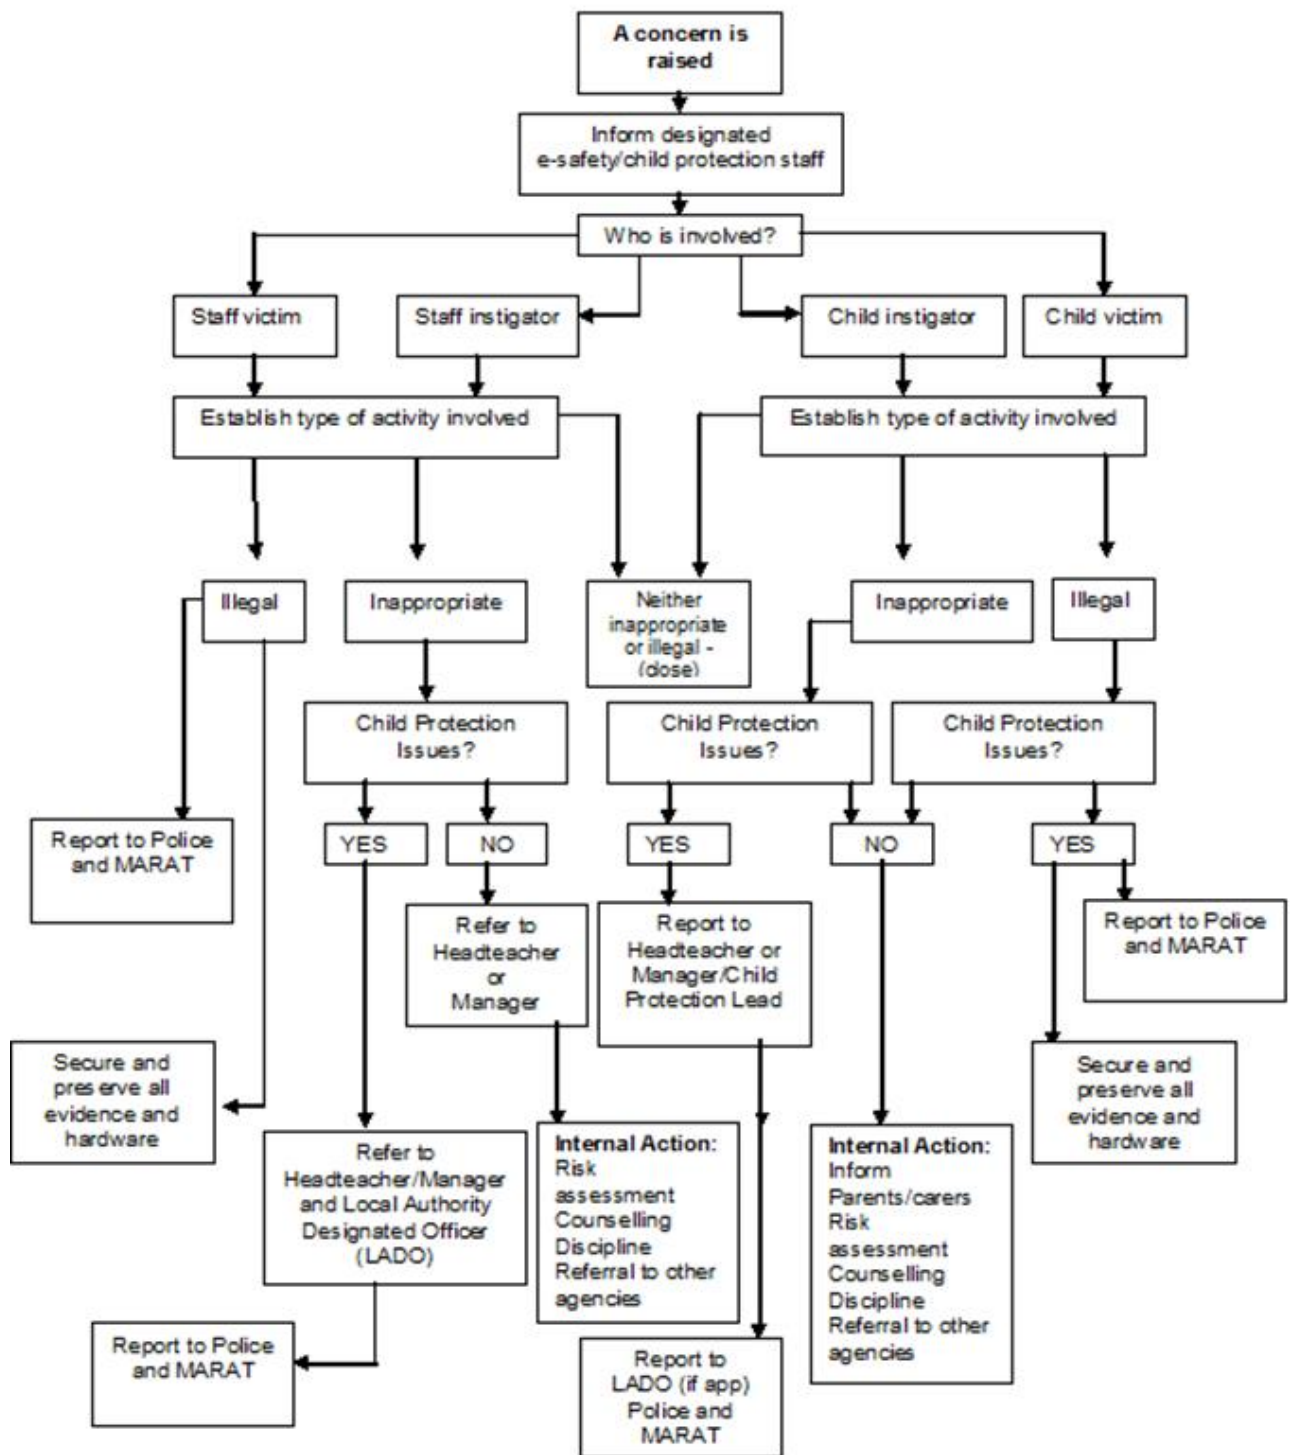 A concern is
raised
Inform designated
e-safety/child protection staff
Who is involved?
Staff victim
Staff instigator
Child instigator
Child victim
Establish type of activity involved
Establish type of activity involved
Illegal
Inappropriate
Neither
inappropriate
or illegal -
(close)
Inappropriate
Illegal
Child Protection
Issues?
Child Protection
Issues?
Child Protection
Issues?
Report to Police
and MARAT
YES
NO
YES
NO
YES
Refer to
Headteacher
or
Manager
Report to
Headteacher or
Manager/Child
Protection Lead
Report to Police
and MARAT
Secure and
preserve all
evidence and
hardware
Secure and
preserve all
evidence and
hardware
Refer to
Headteacher/Manager
and Local Authority
Designated Officer
(LADO)
Internal Action:
Risk
assessment
Counselling
Discipline
Referral to other
agencies
Internal Action:
Inform
Parents/carers
Risk
assessment
Counselling
Discipline
Referral to other
agencies
Report to Police
and MARAT
Report to
LADO (if app)
Police and
MARAT